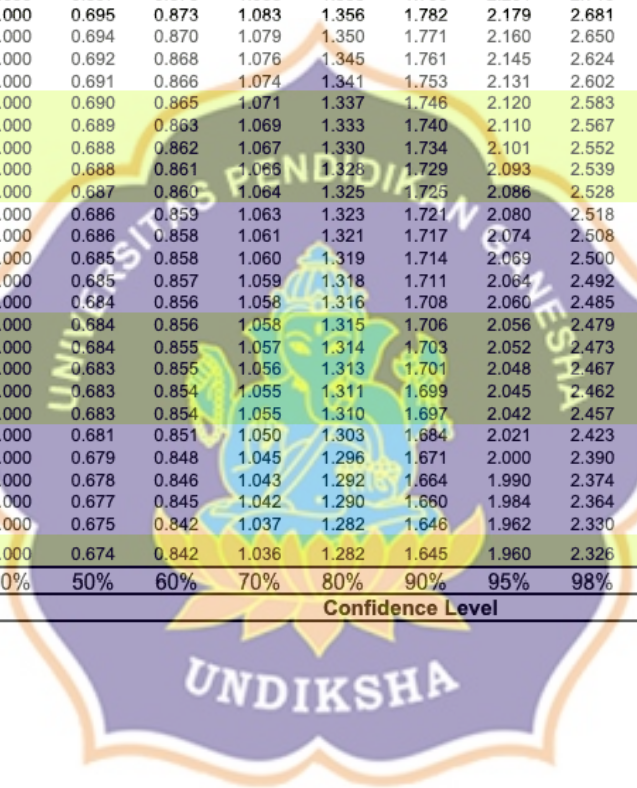 .000 0.695 0.873 1.083 1.356 1.782 2.179 2.681
.000 0.694 0.870 1.079 1.350 1.771 2.160 2.650
.000 0.692 0.868 1.076 1.345 1.761 2.145 2.624
.000 0.691 0.866 1.074 1.341 1.753 2.131 2.602
.000 0.690 0.865 1.071 1.337 1.746 2.120 2.583
.000 0.689 0.863 1.069 1.333 1.740 2.110 2.567
.000 0.688 0.862 1.067 1.330 1.734 2.101 2.552
.000 0.688 0.861 1.066 1.328 1.729 2.093 2.539
.000 0.687 0.860 1.064 1.325 1.725 2.086 2.528
.000 0.686 0.859 1.063 1.323 1.721 2.080 2.518
.000 0.686 0.858 1.061 1.321 1.717 2.074 2.508
.000 0.685 0.858 1.060 1.319 1.714 2.069 2.500
.000 0.685 0.857 1.059 1.318 1.711 2.064 2.492
.000 0.684 0.856 1.058 1.316 1.708 2.060 2.485
.000 0.684 0.856 1.058 1.315 1.706 2.056 2.479
.000 0.684 0.855 1.057 1.314 1.703 2.052 2.473
.000 0.683 0.855 1.056 1.313 1.701 2.048 2.467
.000 0.683 0.854 1.055 1.311 1.699 2.045 2.462
.000 0.683 0.854 1.055 1.310 1.697 2.042 2.457
.000 0.681 0.851 1.050 1.303 1.684 2.021 2.423
.000 0.679 0.848 1.045 1.296 1.671 2.000 2.390
.000 0.678 0.846 1.043 1.292 1.664 1.990 2.374
.000 0.677 0.845 1.042 1.290 1.660 1.984 2.364
.000 0.675 0.842 1.037 1.282 1.646 1.962 2.330
.000 0.674 0.842 1.036 1.282 1.645 1.960 2.326
0% 50% 60% 70% 80% 90% 95% 98%
Confidence Level
UNIVERSITAS PENDIDIKAN GANESHA
UNDIKSHA